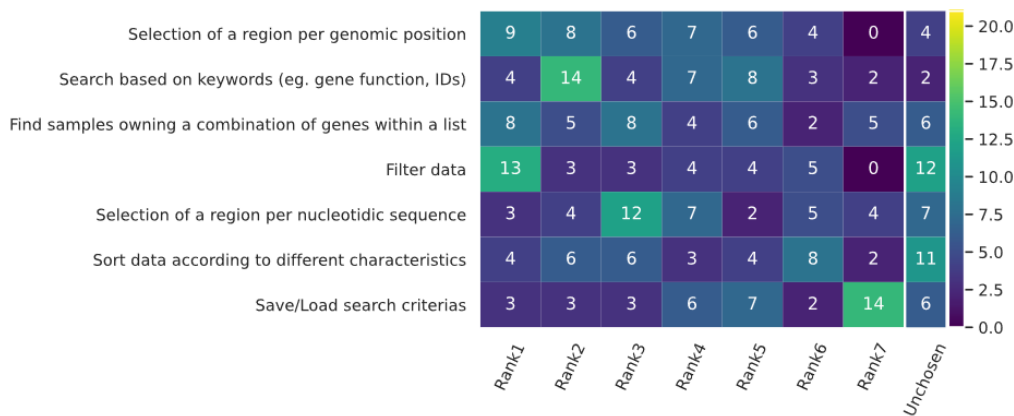 Selection of a region per genomic position 9 8 6 7 6 4 0 4
Search based on keywords (eg. gene function, IDs) 4 14 4 7 8 3 2 2
Find samples owning a combination of genes within a list 8 5 8 4 6 2 5 6
Filter data 13 3 3 4 4 5 0 12
Selection of a region per nucleotidic sequence 3 4 12 7 2 5 4 7
Sort data according to different characteristics 4 6 6 3 4 8 2 11
Save/Load search criterias 3 3 3 6 7 2 14 6
Rank1 Rank2 Rank3 Rank4 Rank5 Rank6 Rank7 Unchosen
20.0
17.5
15.0
12.5
10.0
7.5
5.0
2.5
0.0